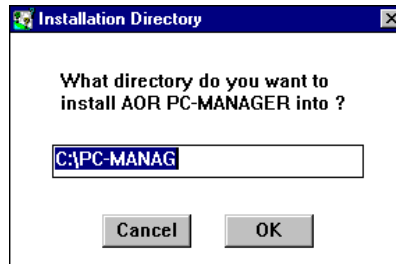 Installation Directory
What directory do you want to
install AOR PC-MANAGER into ?
C:\PC-MANAG
Cancel OK